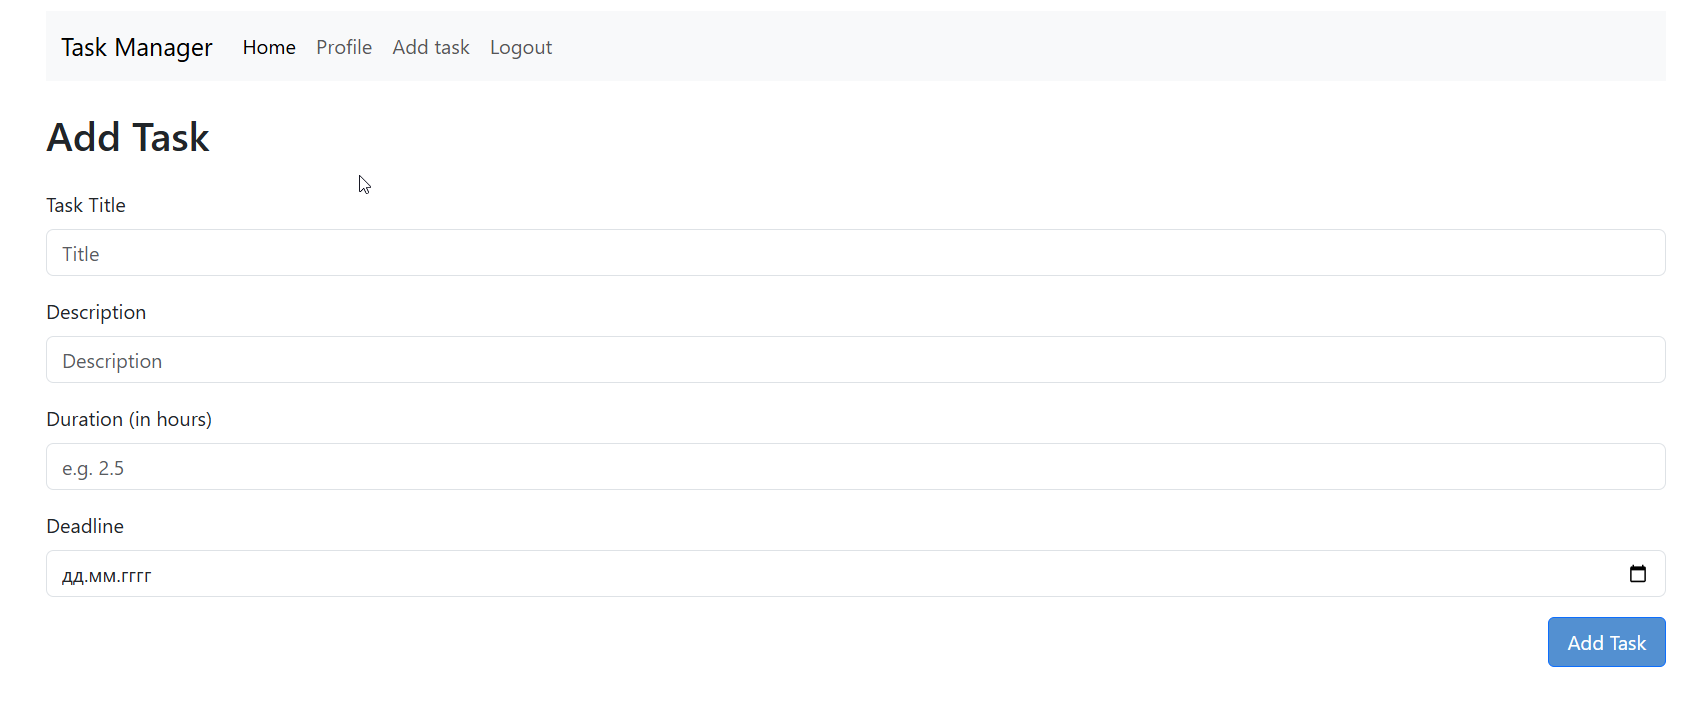 Task Manager Home Profile Add task Logout
Add Task
Task Title
Title
Description
Description
Duration (in hours)
e.g. 2.5
Deadline
дд.мм.гггг
Add Task